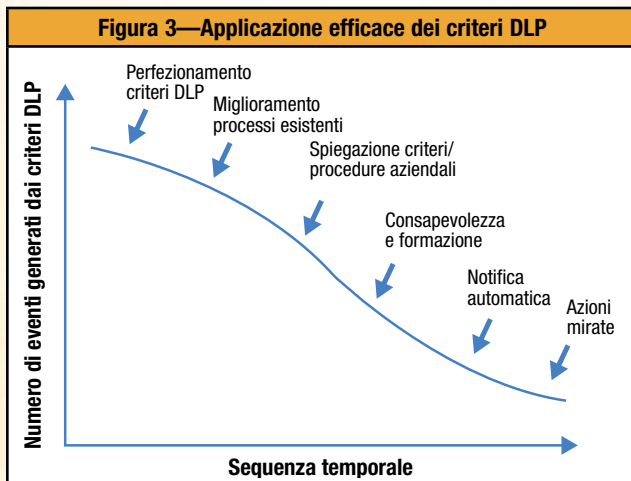 Figura 3—Applicazione efficace dei criteri DLP
Numero di eventi generati dai criteri DLP
Perfezionamento
criteri DLP
Miglioramento
processi esistenti
Spiegazione criteri/
procedure aziendali
Consapevolezza
e formazione
Notifica
automatica
Azioni
mirate
Sequenza temporale